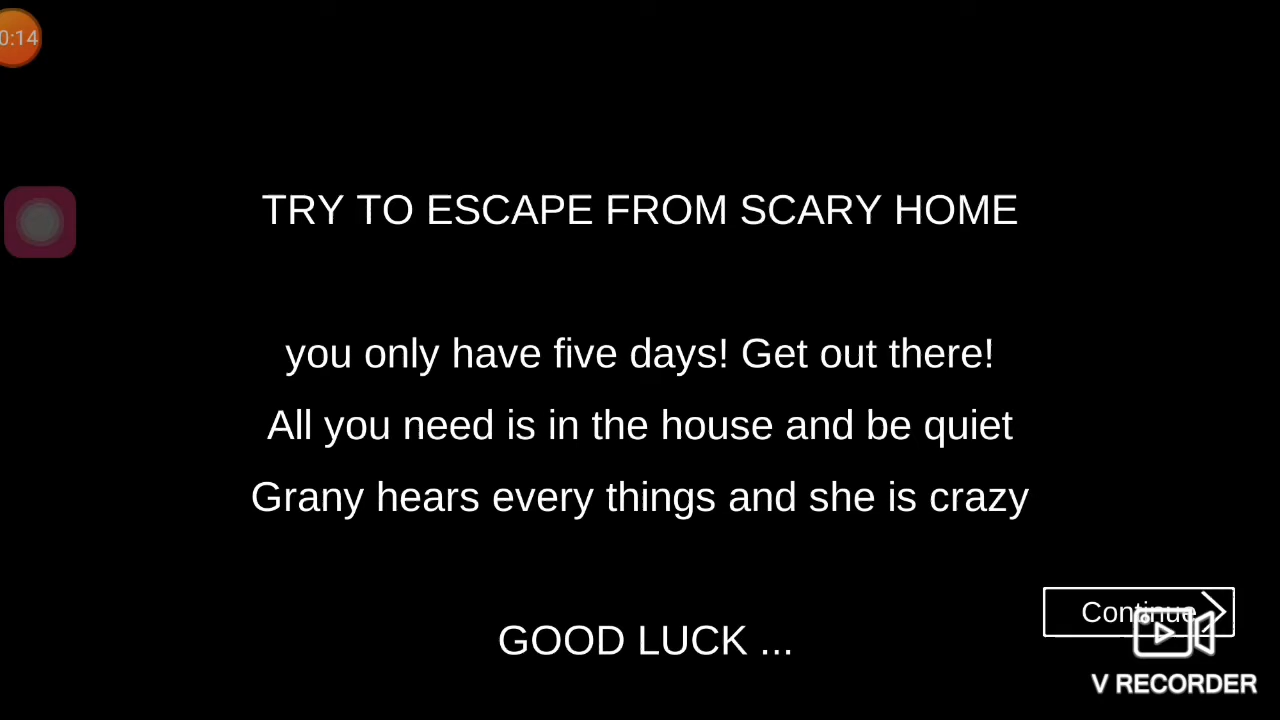 0:14
TRY TO ESCAPE FROM SCARY HOME
you only have five days! Get out there!
All you need is in the house and be quiet
Grany hears every things and she is crazy
Continue
GOOD LUCK ...
V RECORDER